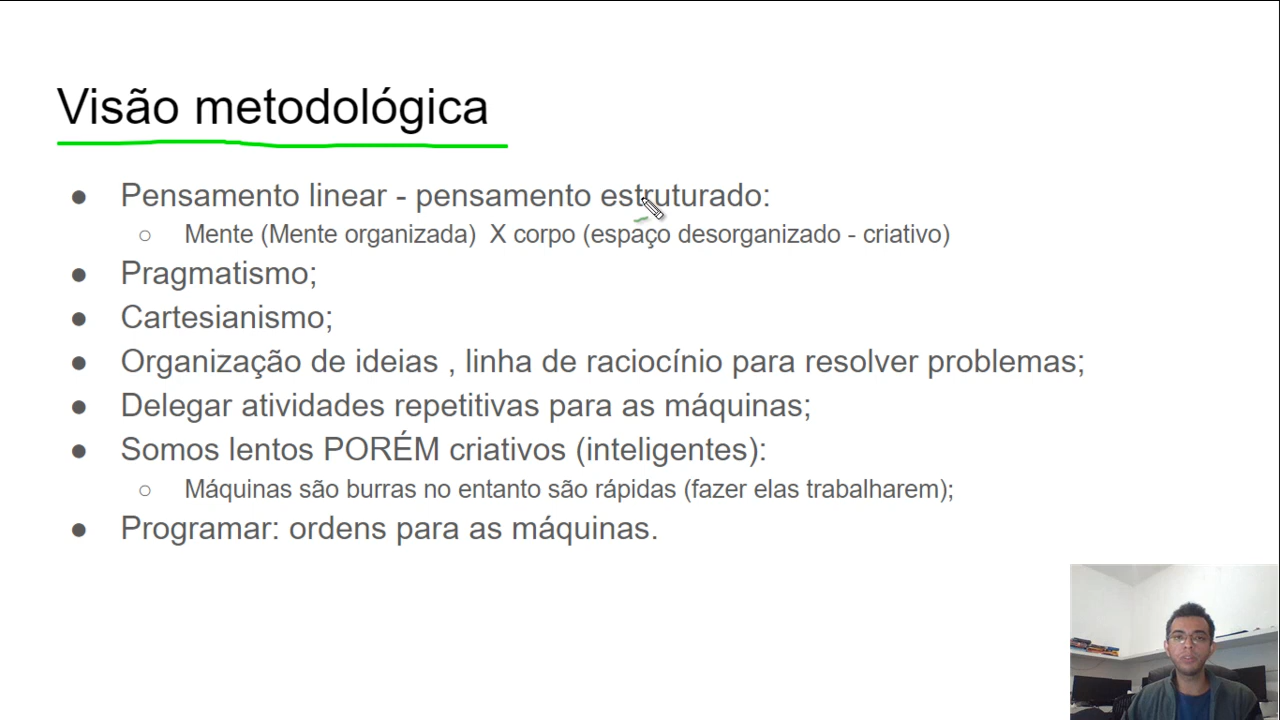 Visão metodológica
● Pensamento linear - pensamento estruturado:
○ Mente (Mente organizada) X corpo (espaço desorganizado - criativo)
● Pragmatismo;
● Cartesianismo;
● Organização de ideias , linha de raciocínio para resolver problemas;
● Delegar atividades repetitivas para as máquinas;
● Somos lentos PORÉM criativos (inteligentes):
○ Máquinas são burras no entanto são rápidas (fazer elas trabalharem);
● Programar: ordens para as máquinas.